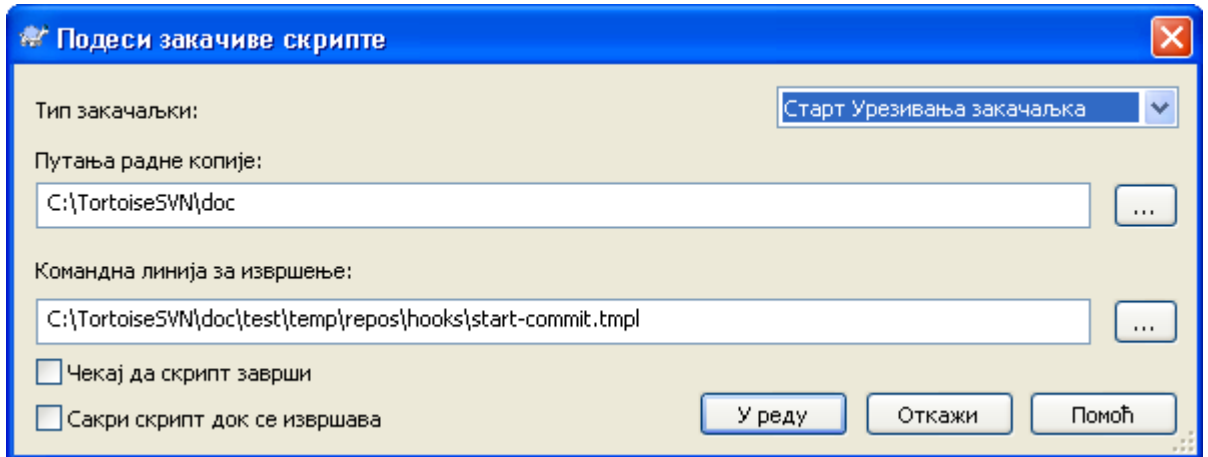 Подеси закачиве скрипте
Тип закачаљки:
Старт Урезивања закачаљка
Путања радне копије:
C:\TortoiseSVN\doc
...
Командна линија за извршење:
C:\TortoiseSVN\doc\test\temp\repos\hooks\start-commit.tmpl
...
Чекај да скрипт заврши
Сакри скрипт док се извршава
У реду
Откажи
Помоћ